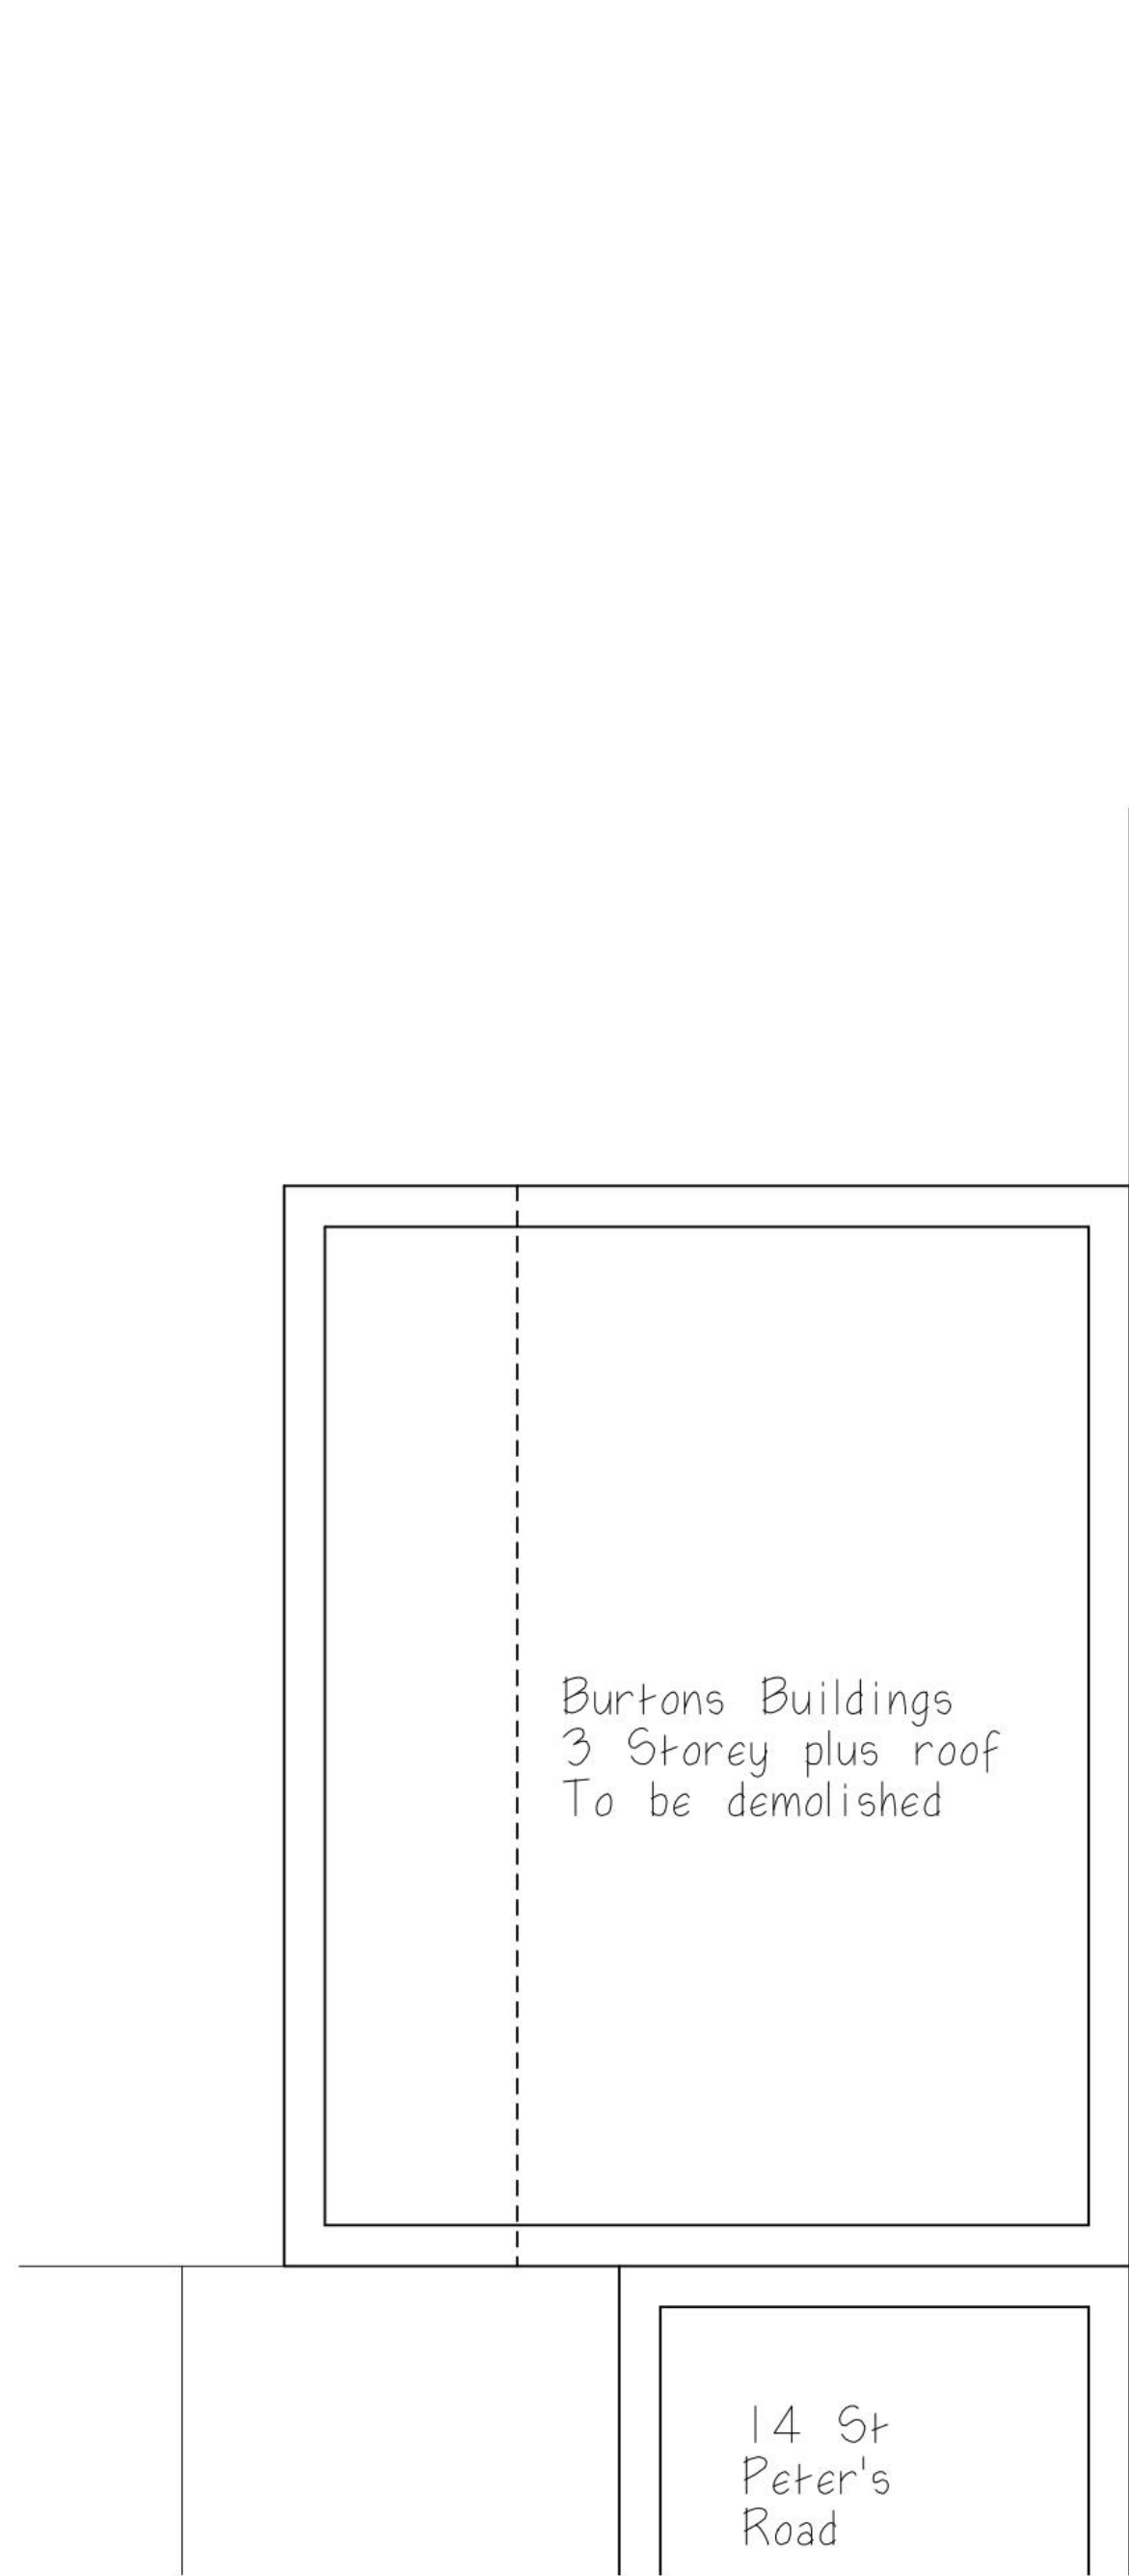 Burtons Buildings
3 Storey plus roof
To be demolished
14 St
Peter's
Road